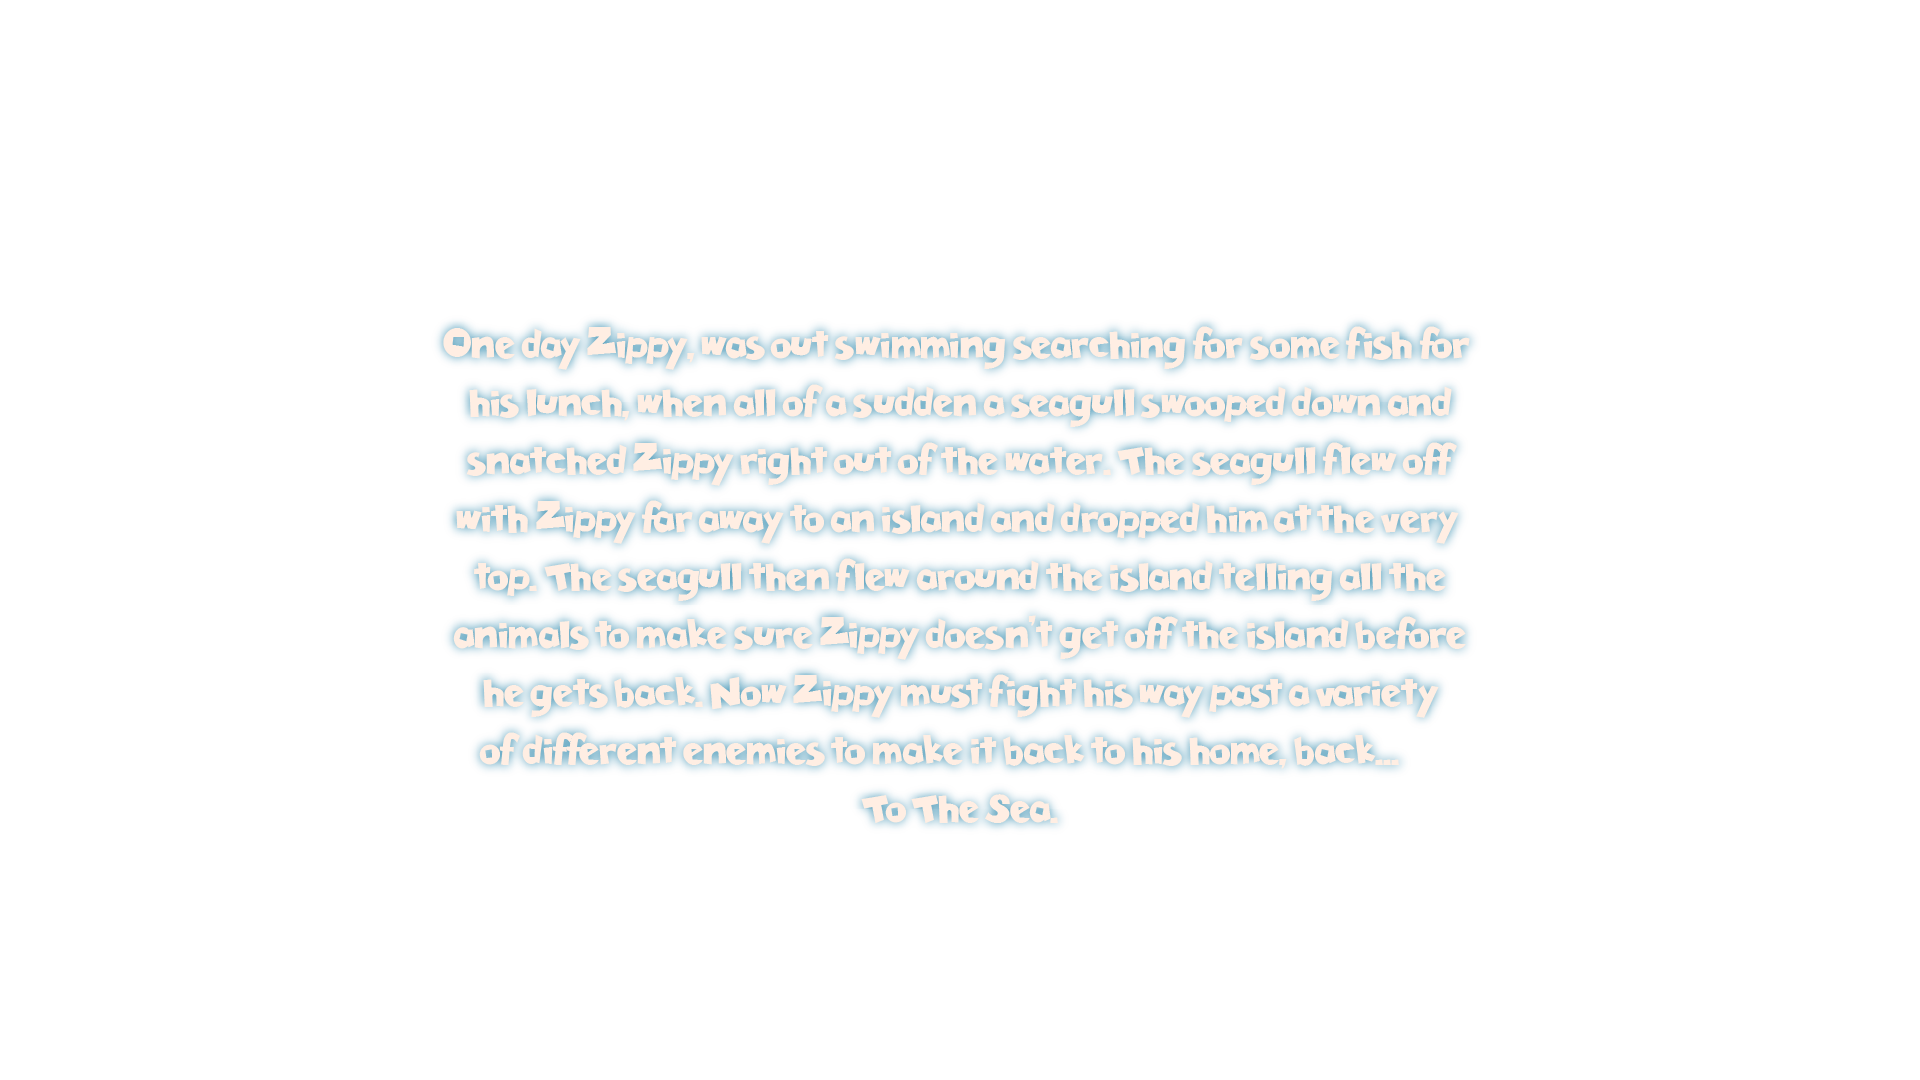 One day Zippy, was out swimming searching for some fish for
his lunch, when all of a sudden a seagull swooped down and
snatched Zippy right out of the water. The seagull flew off
with Zippy far away to an island and dropped him at the very
top. The seagull then flew around the island telling all the
animals to make sure Zippy doesn't get off the island before
he gets back. Now Zippy must fight his way past a variety
of different enemies to make it back to his home, back...
To The Sea.